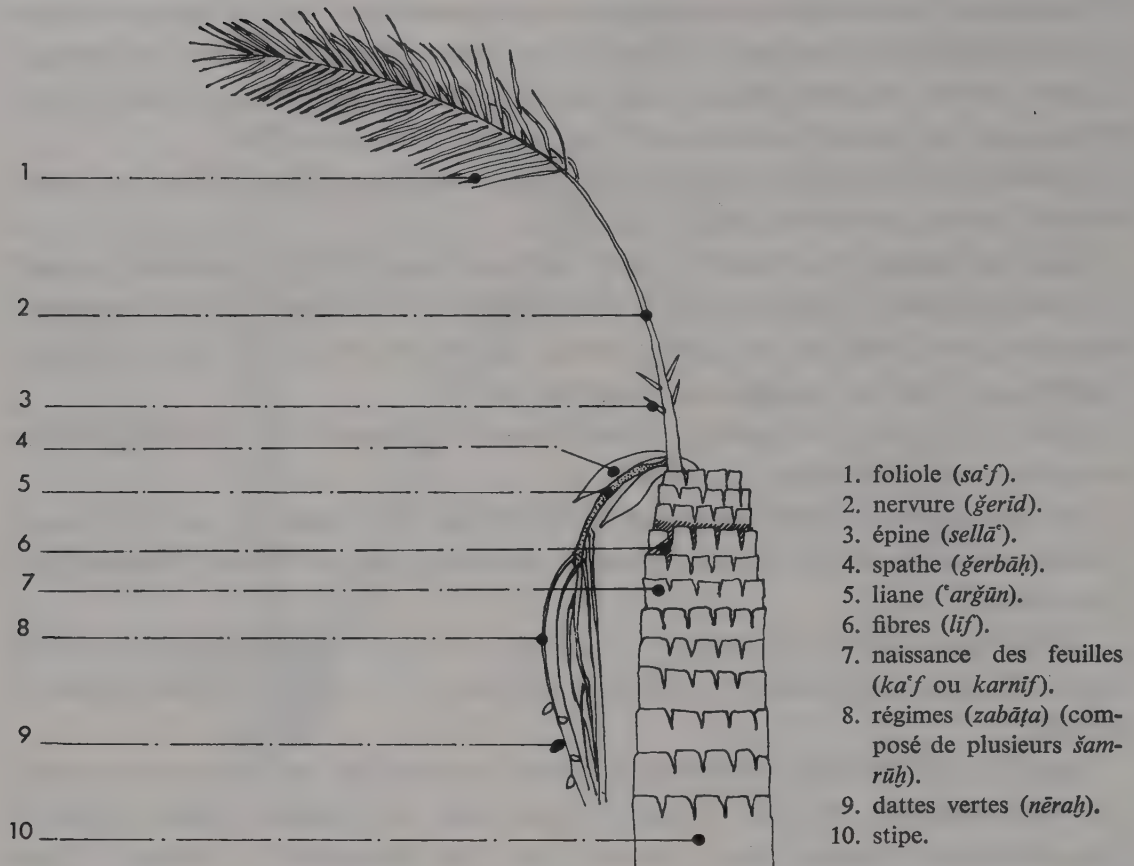 1
2
3
4
5
6
7
8
9
10
1. foliole (saʿf).
2. nervure (ǧerīd).
3. épine (sellāʿ).
4. spathe (ǧerbāḫ).
5. liane (ʿarǧūn).
6. fibres (līf).
7. naissance des feuilles
(kaʿf ou karnīf).
8. régimes (zabāṭa) (com-
posé de plusieurs šam-
rūḫ).
9. dattes vertes (nēraḫ).
10. stipe.